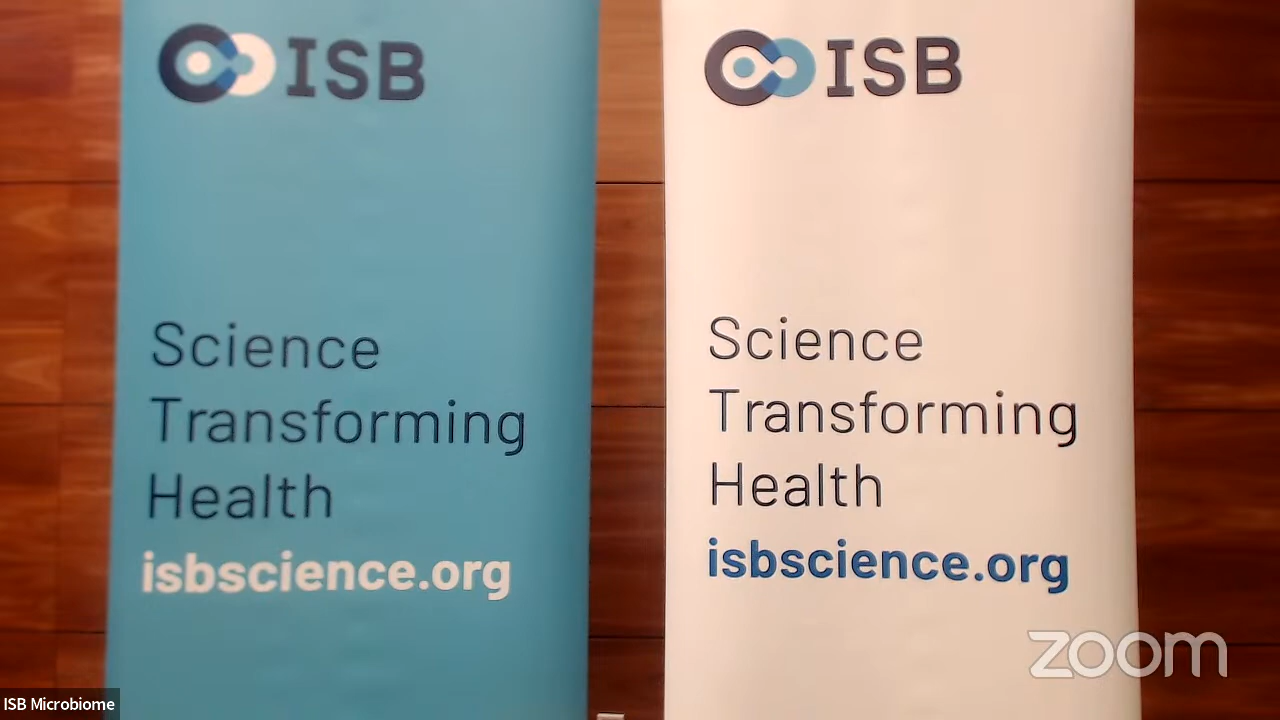 ISB
Science
Transforming
Health
isbscience.org
ISB
Science
Transforming
Health
isbscience.org
zoom
ISB Microbiome